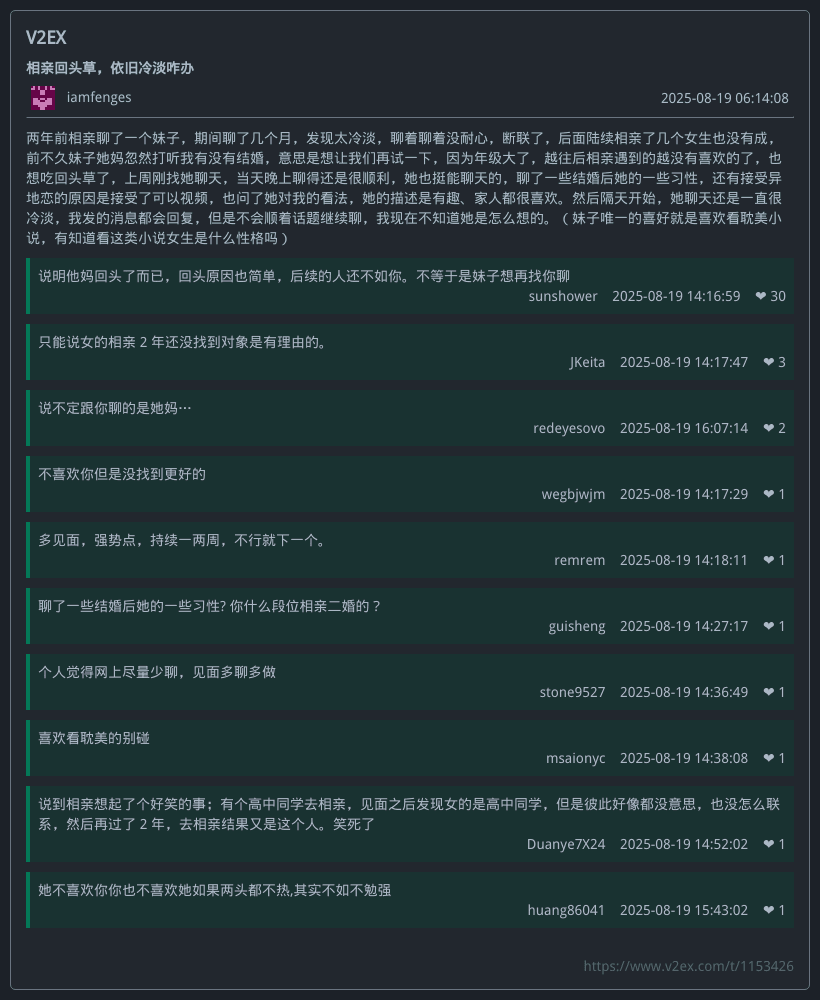 V2EX
相亲回头草，依旧冷淡咋办
iamfenges
2025-08-19 06:14:08
两年前相亲聊了一个妹子，期间聊了几个月，发现太冷淡，聊着聊着没耐心，断联了，后面陆续相亲了几个女生也没有成，
前不久妹子她妈忽然打听我有没有结婚，意思是想让我们再试一下，因为年级大了，越往后相亲遇到的越没有喜欢的了，也
想吃回头草了，上周刚找她聊天，当天晚上聊得还是很顺利，她也挺能聊天的，聊了一些结婚后她的一些习性，还有接受异
地恋的原因是接受了可以视频，也问了她对我的看法，她的描述是有趣、家人都很喜欢。然后隔天开始，她聊天还是一直很
冷淡，我发的消息都会回复，但是不会顺着话题继续聊，我现在不知道她是怎么想的。（妹子唯一的喜好就是喜欢看耽美小
说，有知道看这类小说女生是什么性格吗）
说明他妈回头了而已，回头原因也简单，后续的人还不如你。不等于是妹子想再找你聊
sunshower 2025-08-19 14:16:59 ❤ 30
只能说女的相亲 2 年还没找到对象是有理由的。
JKeita 2025-08-19 14:17:47 ❤ 3
说不定跟你聊的是她妈…
redeyesovo 2025-08-19 16:07:14 ❤ 2
不喜欢你但是没找到更好的
wegbjwjm 2025-08-19 14:17:29 ❤ 1
多见面，强势点，持续一两周，不行就下一个。
remrem 2025-08-19 14:18:11 ❤ 1
聊了一些结婚后她的一些习性? 你什么段位相亲二婚的？
guisheng 2025-08-19 14:27:17 ❤ 1
个人觉得网上尽量少聊，见面多聊多做
stone9527 2025-08-19 14:36:49 ❤ 1
喜欢看耽美的别碰
msaionyc 2025-08-19 14:38:08 ❤ 1
说到相亲想起了个好笑的事；有个高中同学去相亲，见面之后发现女的是高中同学，但是彼此好像都没意思，也没怎么联
系，然后再过了 2 年，去相亲结果又是这个人。笑死了
Duanye7X24 2025-08-19 14:52:02 ❤ 1
她不喜欢你你也不喜欢她如果两头都不热,其实不如不勉强
huang86041 2025-08-19 15:43:02 ❤ 1
https://www.v2ex.com/t/1153426